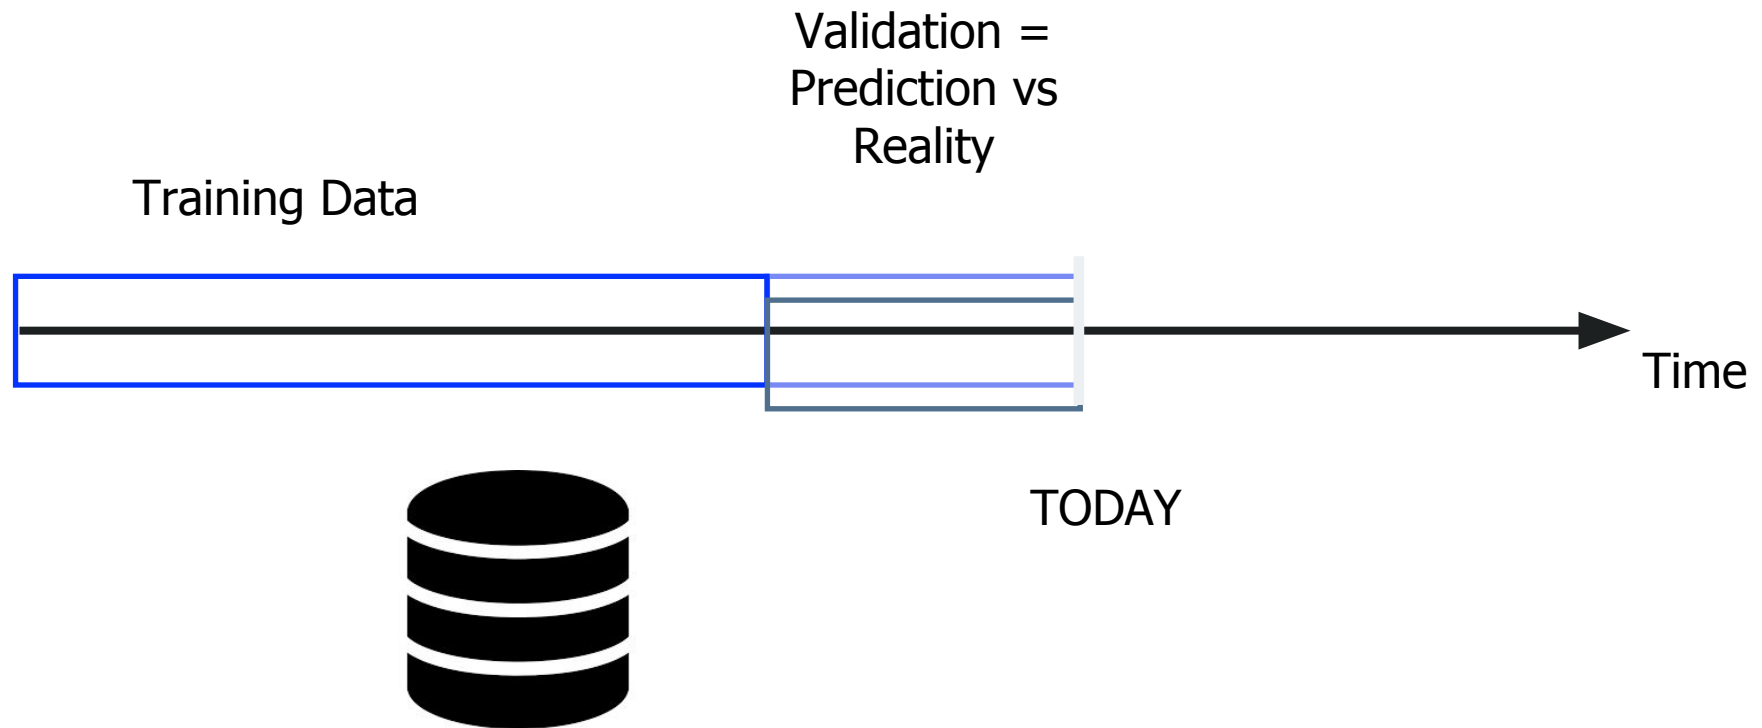 Validation =
Prediction vs
Reality
Training Data
Time
TODAY